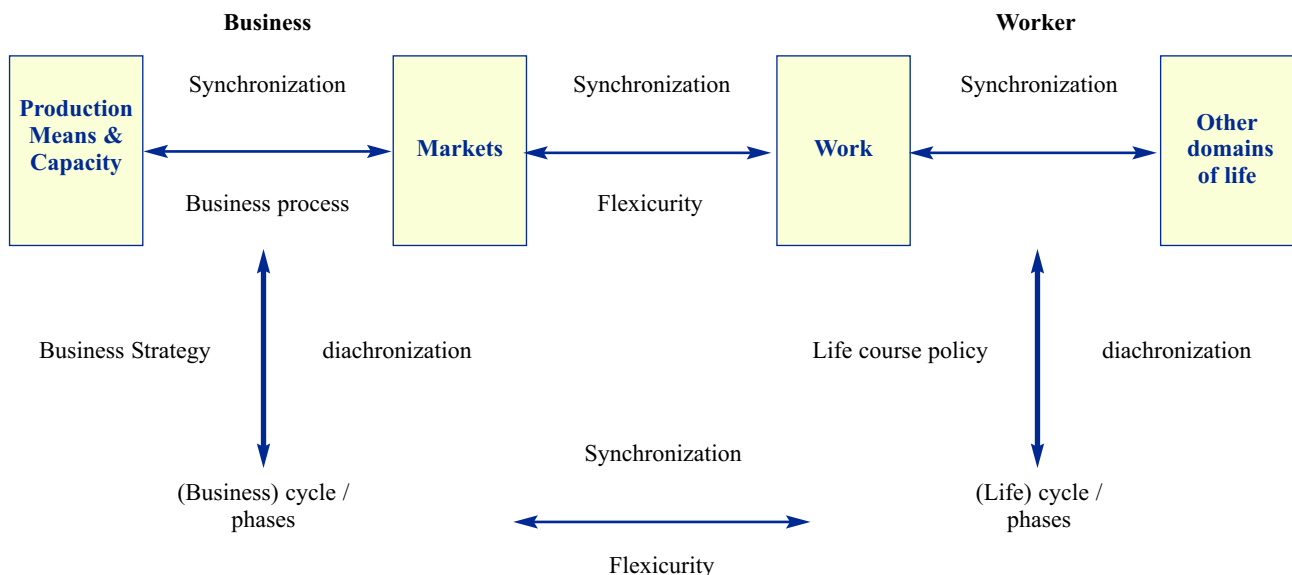 Business
Worker
Synchronization
Synchronization
Synchronization
Production
Means &
Capacity
Markets
Work
Other
domains
of life
Business process
Flexicurity
Business Strategy
diachronization
Life course policy
diachronization
Synchronization
(Business) cycle /
phases
(Life) cycle /
phases
Flexicurity